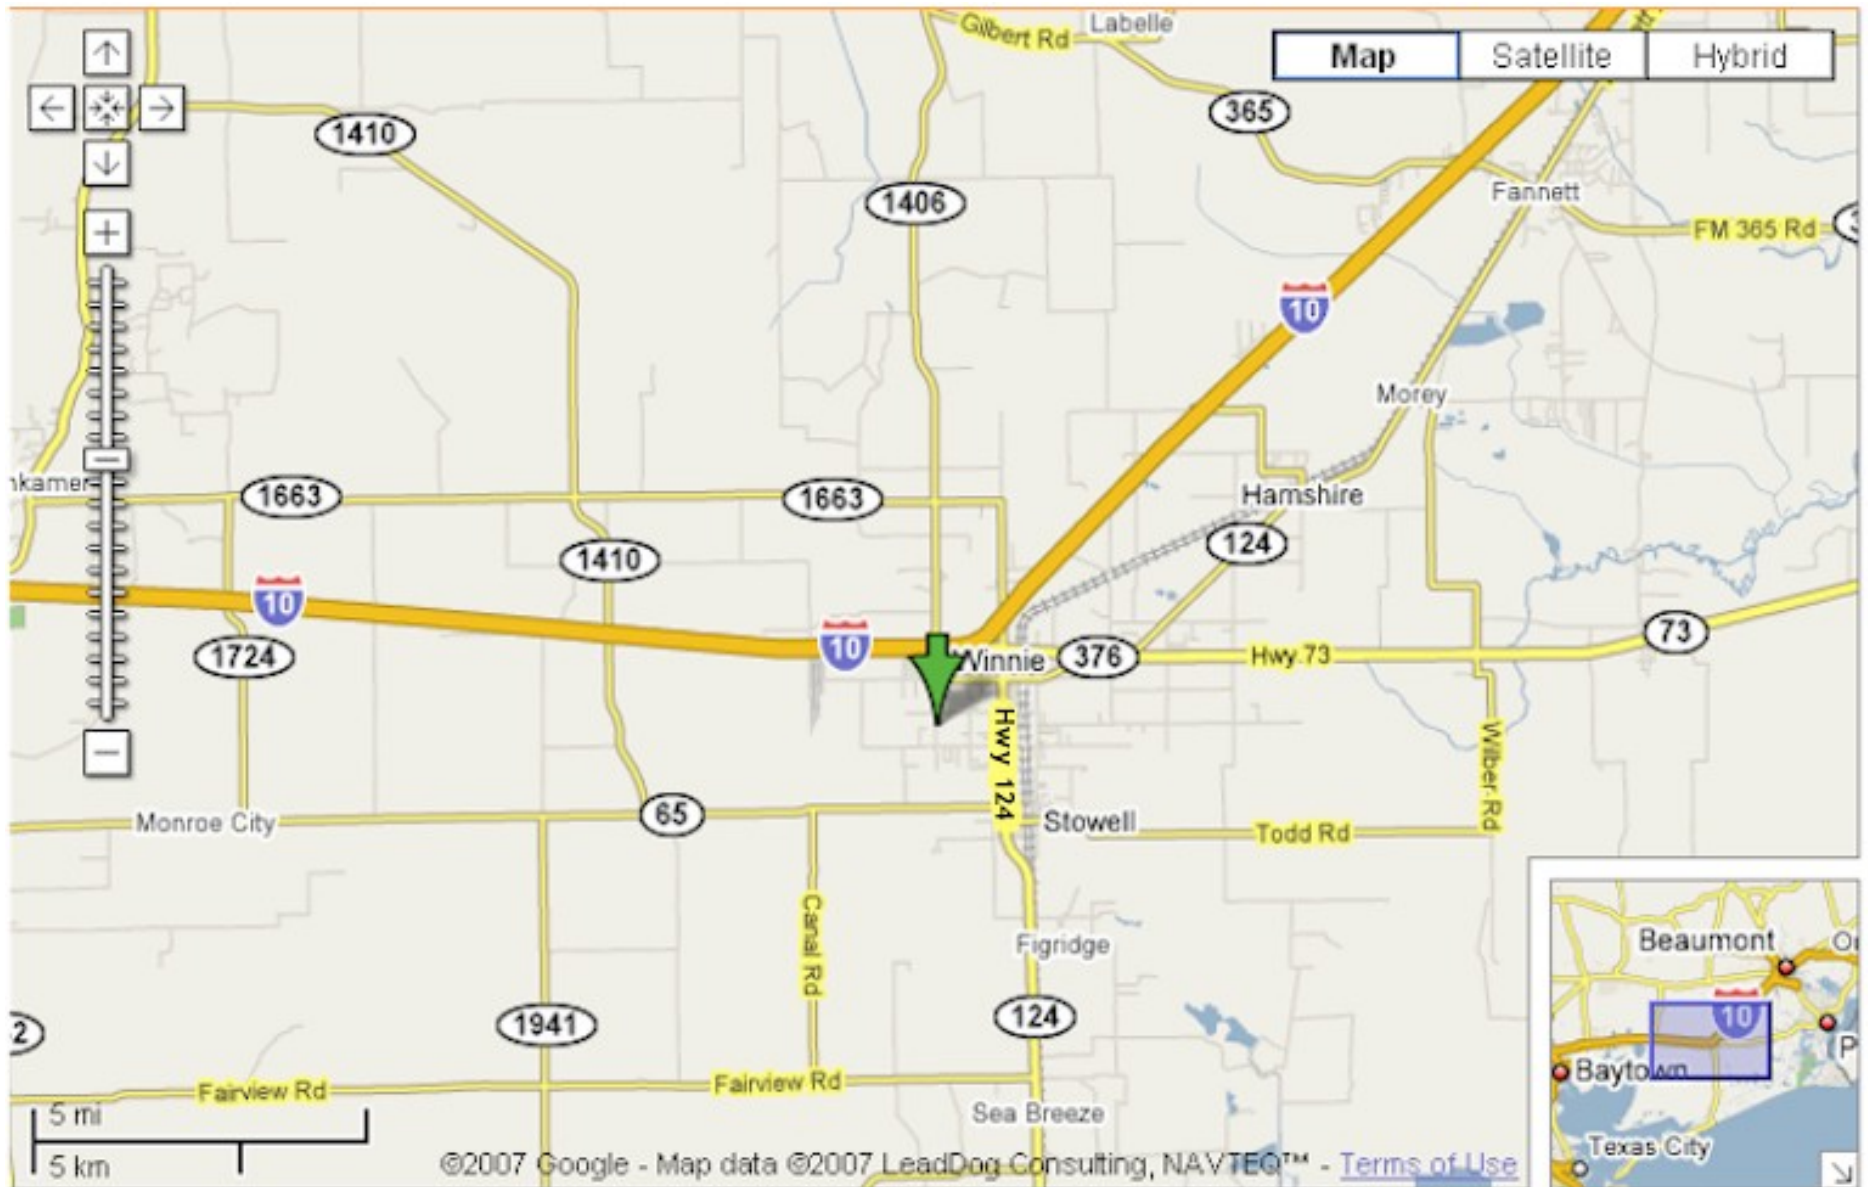 Gilbert Rd
Labelle
Map
Satellite
Hybrid
365
1410
1406
Fannett
FM 365 Rd
10
Morey
nkamer
1663
1663
Hamshire
124
1410
10
10
1724
Winnie
376
Hwy 73
73
Hwy 124
Wilber Rd
Monroe City
65
Stowell
Todd Rd
Canal Rd
Figridge
Beaumont
10
1941
124
2
P
Baytown
Fairview Rd
Fairview Rd
Sea Breeze
5 mi
5 km
Texas City
©2007 Google - Map data ©2007 LeadDog Consulting, NAVTEQ™ - Terms of Use